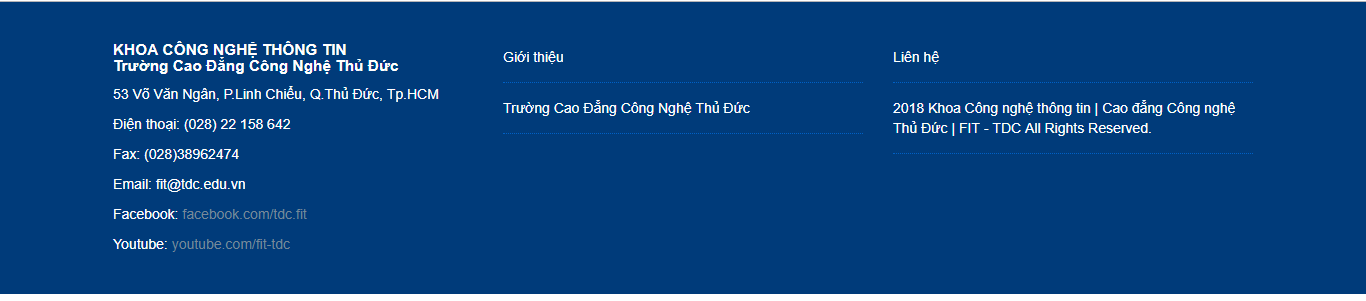 KHOA CÔNG NGHỆ THÔNG TIN
Trường Cao Đẳng Công Nghệ Thủ Đức
53 Võ Văn Ngân, P.Linh Chiểu, Q.Thủ Đức, Tp.HCM
Điện thoại: (028) 22 158 642
Fax: (028)38962474
Email: fit@tdc.edu.vn
Facebook: facebook.com/tdc.fit
Youtube: youtube.com/fit-tdc
Giới thiệu
Trường Cao Đẳng Công Nghệ Thủ Đức
Liên hệ
2018 Khoa Công nghệ thông tin | Cao đẳng Công nghệ
Thủ Đức | FIT - TDC All Rights Reserved.